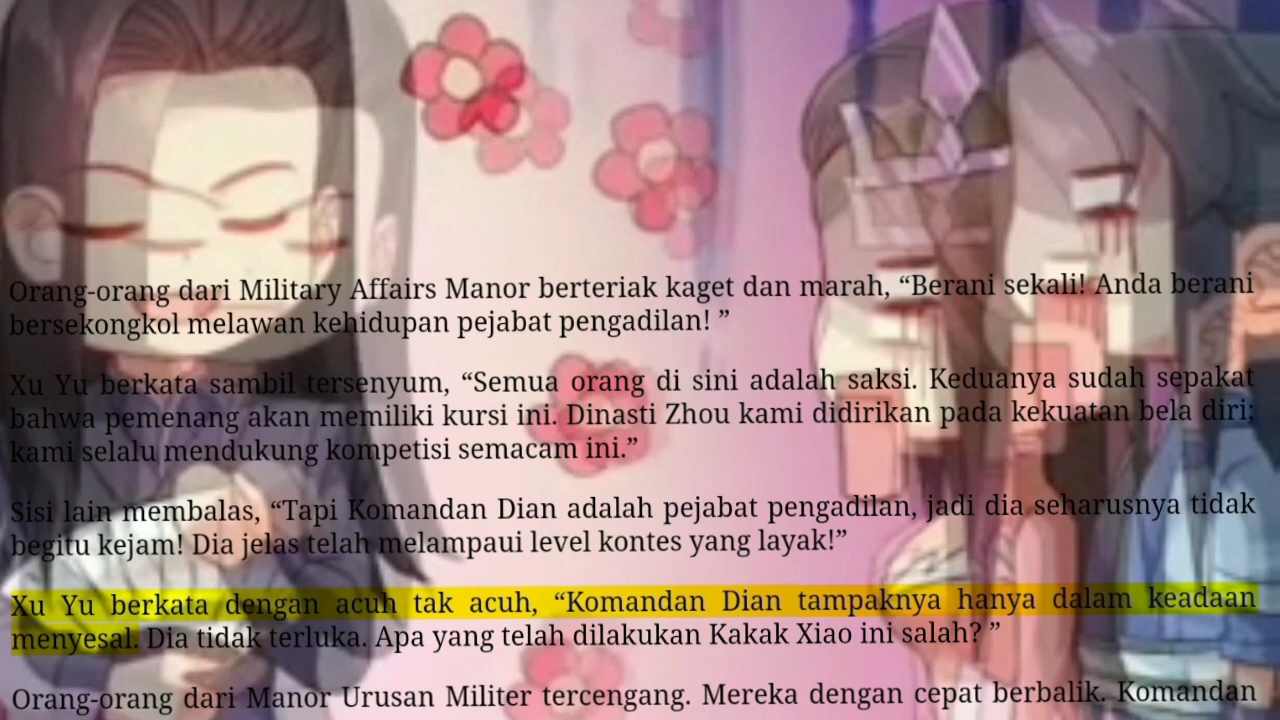 Orang-orang dari Military Affairs Manor berteriak kaget dan marah, “Berani sekali! Anda berani
bersekongkol melawan kehidupan pejabat pengadilan! ”
Xu Yu berkata sambil tersenyum, “Semua orang di sini adalah saksi. Keduanya sudah sepakat
bahwa pemenang akan memiliki kursi ini. Dinasti Zhou kami didirikan pada kekuatan bela diri;
kami selalu mendukung kompetisi semacam ini.”
Sisi lain membalas, “Tapi Komandan Dian adalah pejabat pengadilan, jadi dia seharusnya tidak
begitu kejam! Dia jelas telah melampaui level kontes yang layak!”
Xu Yu berkata dengan acuh tak acuh, “Komandan Dian tampaknya hanya dalam keadaan
menyesal. Dia tidak terluka. Apa yang telah dilakukan Kakak Xiao ini salah? ”
Orang-orang dari Manor Urusan Militer tercengang. Mereka dengan cepat berbalik. Komandan